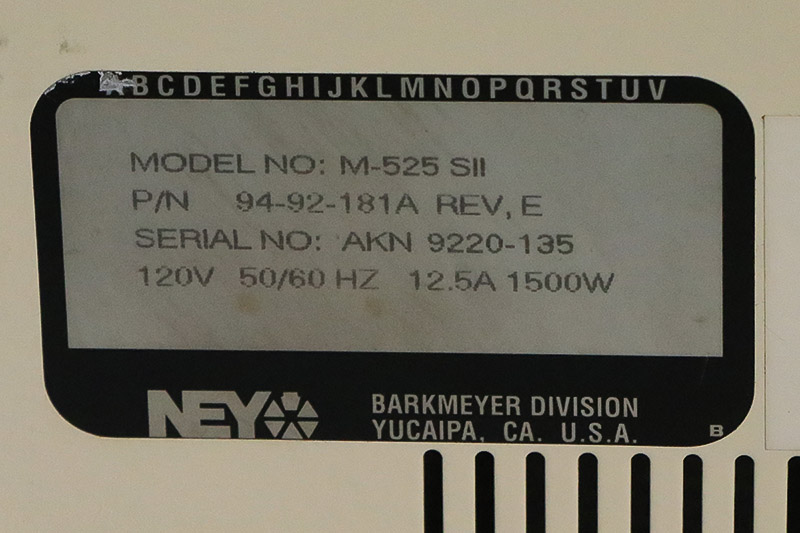 ABCDEFGHIJKLMNOPQRSTUV
MODEL NO: M-525 SII
P/N 94-92-181A REV, E
SERIAL NO: AKN 9220-135
120V 50/60 HZ 12.5A 1500W
NEY
BARKMEYER DIVISION
YUCAIPA, CA. U.S.A.
B